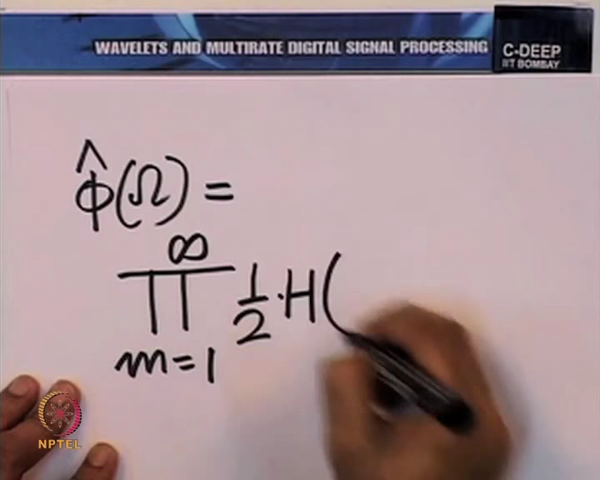 WAVELETS AND MULTIRATE DIGITAL SIGNAL PROCESSING
C-DEEP
IIT BOMBAY
Φ̂(Ω) =
∞
∏ 1/2 · H(
m=1
NPTEL